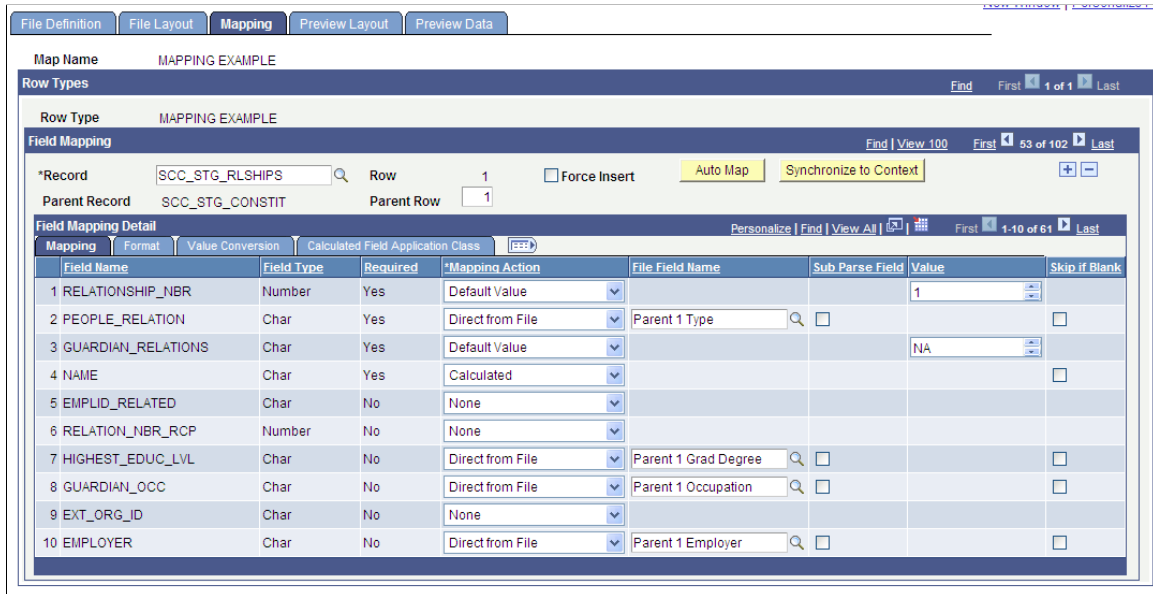 File Definition File Layout Mapping Preview Layout Preview Data
Map Name MAPPING EXAMPLE
Row Types Find First 1 of 1 Last
Row Type MAPPING EXAMPLE
Field Mapping Find | View 100 First 53 of 102 Last
*Record SCC_STG_RLSHIPS Row 1 Force Insert Auto Map Synchronize to Context
Parent Record SCC_STG_CONSTIT Parent Row 1
Field Mapping Detail Personalize | Find | View All | First 1-10 of 61 Last
Mapping Format Value Conversion Calculated Field Application Class
Field Name Field Type Required *Mapping Action File Field Name Sub Parse Field Value Skip if Blank
1 RELATIONSHIP_NBR Number Yes Default Value 1
2 PEOPLE_RELATION Char Yes Direct from File Parent 1 Type
3 GUARDIAN_RELATIONS Char Yes Default Value NA
4 NAME Char Yes Calculated
5 EMPLID_RELATED Char No None
6 RELATION_NBR_RCP Number No None
7 HIGHEST_EDUC_LVL Char No Direct from File Parent 1 Grad Degree
8 GUARDIAN_OCC Char No Direct from File Parent 1 Occupation
9 EXT_ORG_ID Char No None
10 EMPLOYER Char No Direct from File Parent 1 Employer